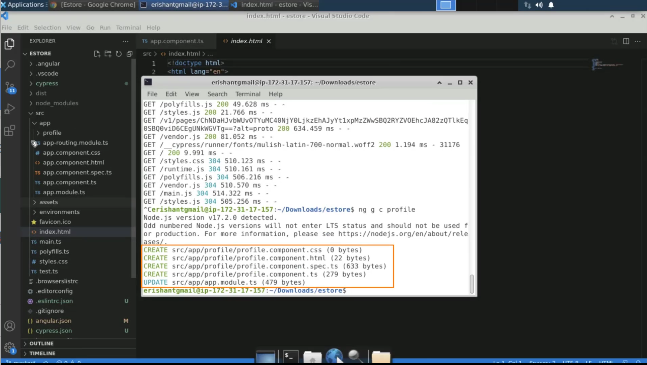 Applications
[Estore - Google Chrome]
erishantgmail@ip-172-3...
index.html - estore - Vis...
index.html - estore - Visual Studio Code
File Edit Selection View Go Run Terminal Help
EXPLORER
ESTORE
.angular
.vscode
cypress
dist
node_modules
src
app
profile
app-routing.module.ts
app.component.css
app.component.html
app.component.spec.ts
app.component.ts
app.module.ts
assets
environments
favicon.ico
index.html
main.ts
polyfills.ts
styles.css
test.ts
.browserslistrc
.editorconfig
.eslintrc.json U
.gitignore
angular.json
cypress.json
OUTLINE
TIMELINE
app.component.ts
index.html
src > index.html > ...
1 <!doctype html>
2 <html lang="en">
erishantgmail@ip-172-31-17-157: ~/Downloads/estore
File Edit View Search Terminal Help
GET /polyfills.js 200 49.628 ms - -
GET /styles.js 200 21.766 ms - -
GET /vendor.js 200 81.052 ms - -
GET /__cypress/runner/fonts/mulish-latin-700-normal.woff2 200 1.194 ms - 31176
GET / 200 9.991 ms - -
GET /styles.css 304 510.123 ms - -
GET /runtime.js 304 510.161 ms - -
GET /polyfills.js 304 506.216 ms - -
GET /vendor.js 304 510.570 ms - -
GET /main.js 304 514.322 ms - -
GET /styles.js 304 505.256 ms - -
^Cerishantgmail@ip-172-31-17-157:~/Downloads/estore$ ng g c profile
Node.js version v17.2.0 detected.
Odd numbered Node.js versions will not enter LTS status and should not be used f
or production. For more information, please see https://nodejs.org/en/about/rele
ases/.
CREATE src/app/profile/profile.component.css (0 bytes)
CREATE src/app/profile/profile.component.html (22 bytes)
CREATE src/app/profile/profile.component.spec.ts (633 bytes)
CREATE src/app/profile/profile.component.ts (279 bytes)
UPDATE src/app/app.module.ts (479 bytes)
erishantgmail@ip-172-31-17-157:~/Downloads/estore$